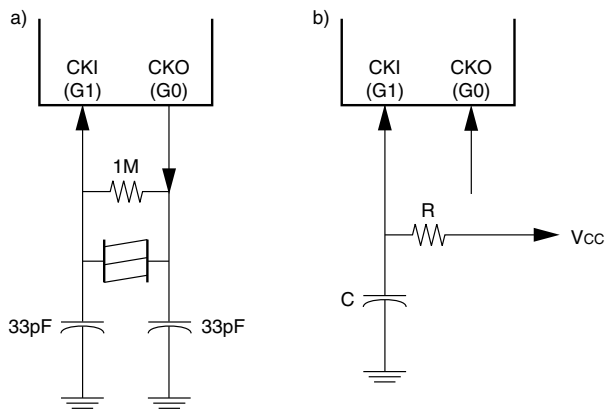 a)
CKI
(G1)
CKO
(G0)
1M
33pF
33pF
b)
CKI
(G1)
CKO
(G0)
R
VCC
C